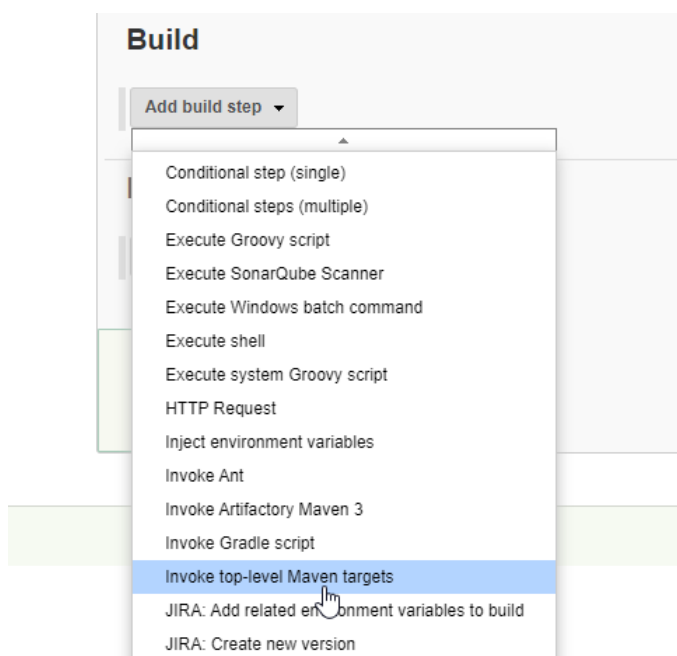 Build
Add build step
Conditional step (single)
Conditional steps (multiple)
Execute Groovy script
Execute SonarQube Scanner
Execute Windows batch command
Execute shell
Execute system Groovy script
HTTP Request
Inject environment variables
Invoke Ant
Invoke Artifactory Maven 3
Invoke Gradle script
Invoke top-level Maven targets
JIRA: Add related environment variables to build
JIRA: Create new version